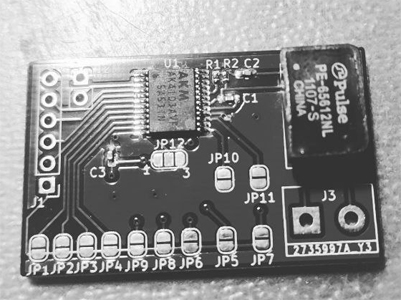 U1
R1 R2 C2
AKM
C1
Pulse
PE-65612NL
1107-S
CHINA
JP12
1
3
C3
JP10
JP11
J1
J3
JP1 JP2 JP3 JP4 JP9 JP8 JP6 JP5 JP7
2735997A Y3